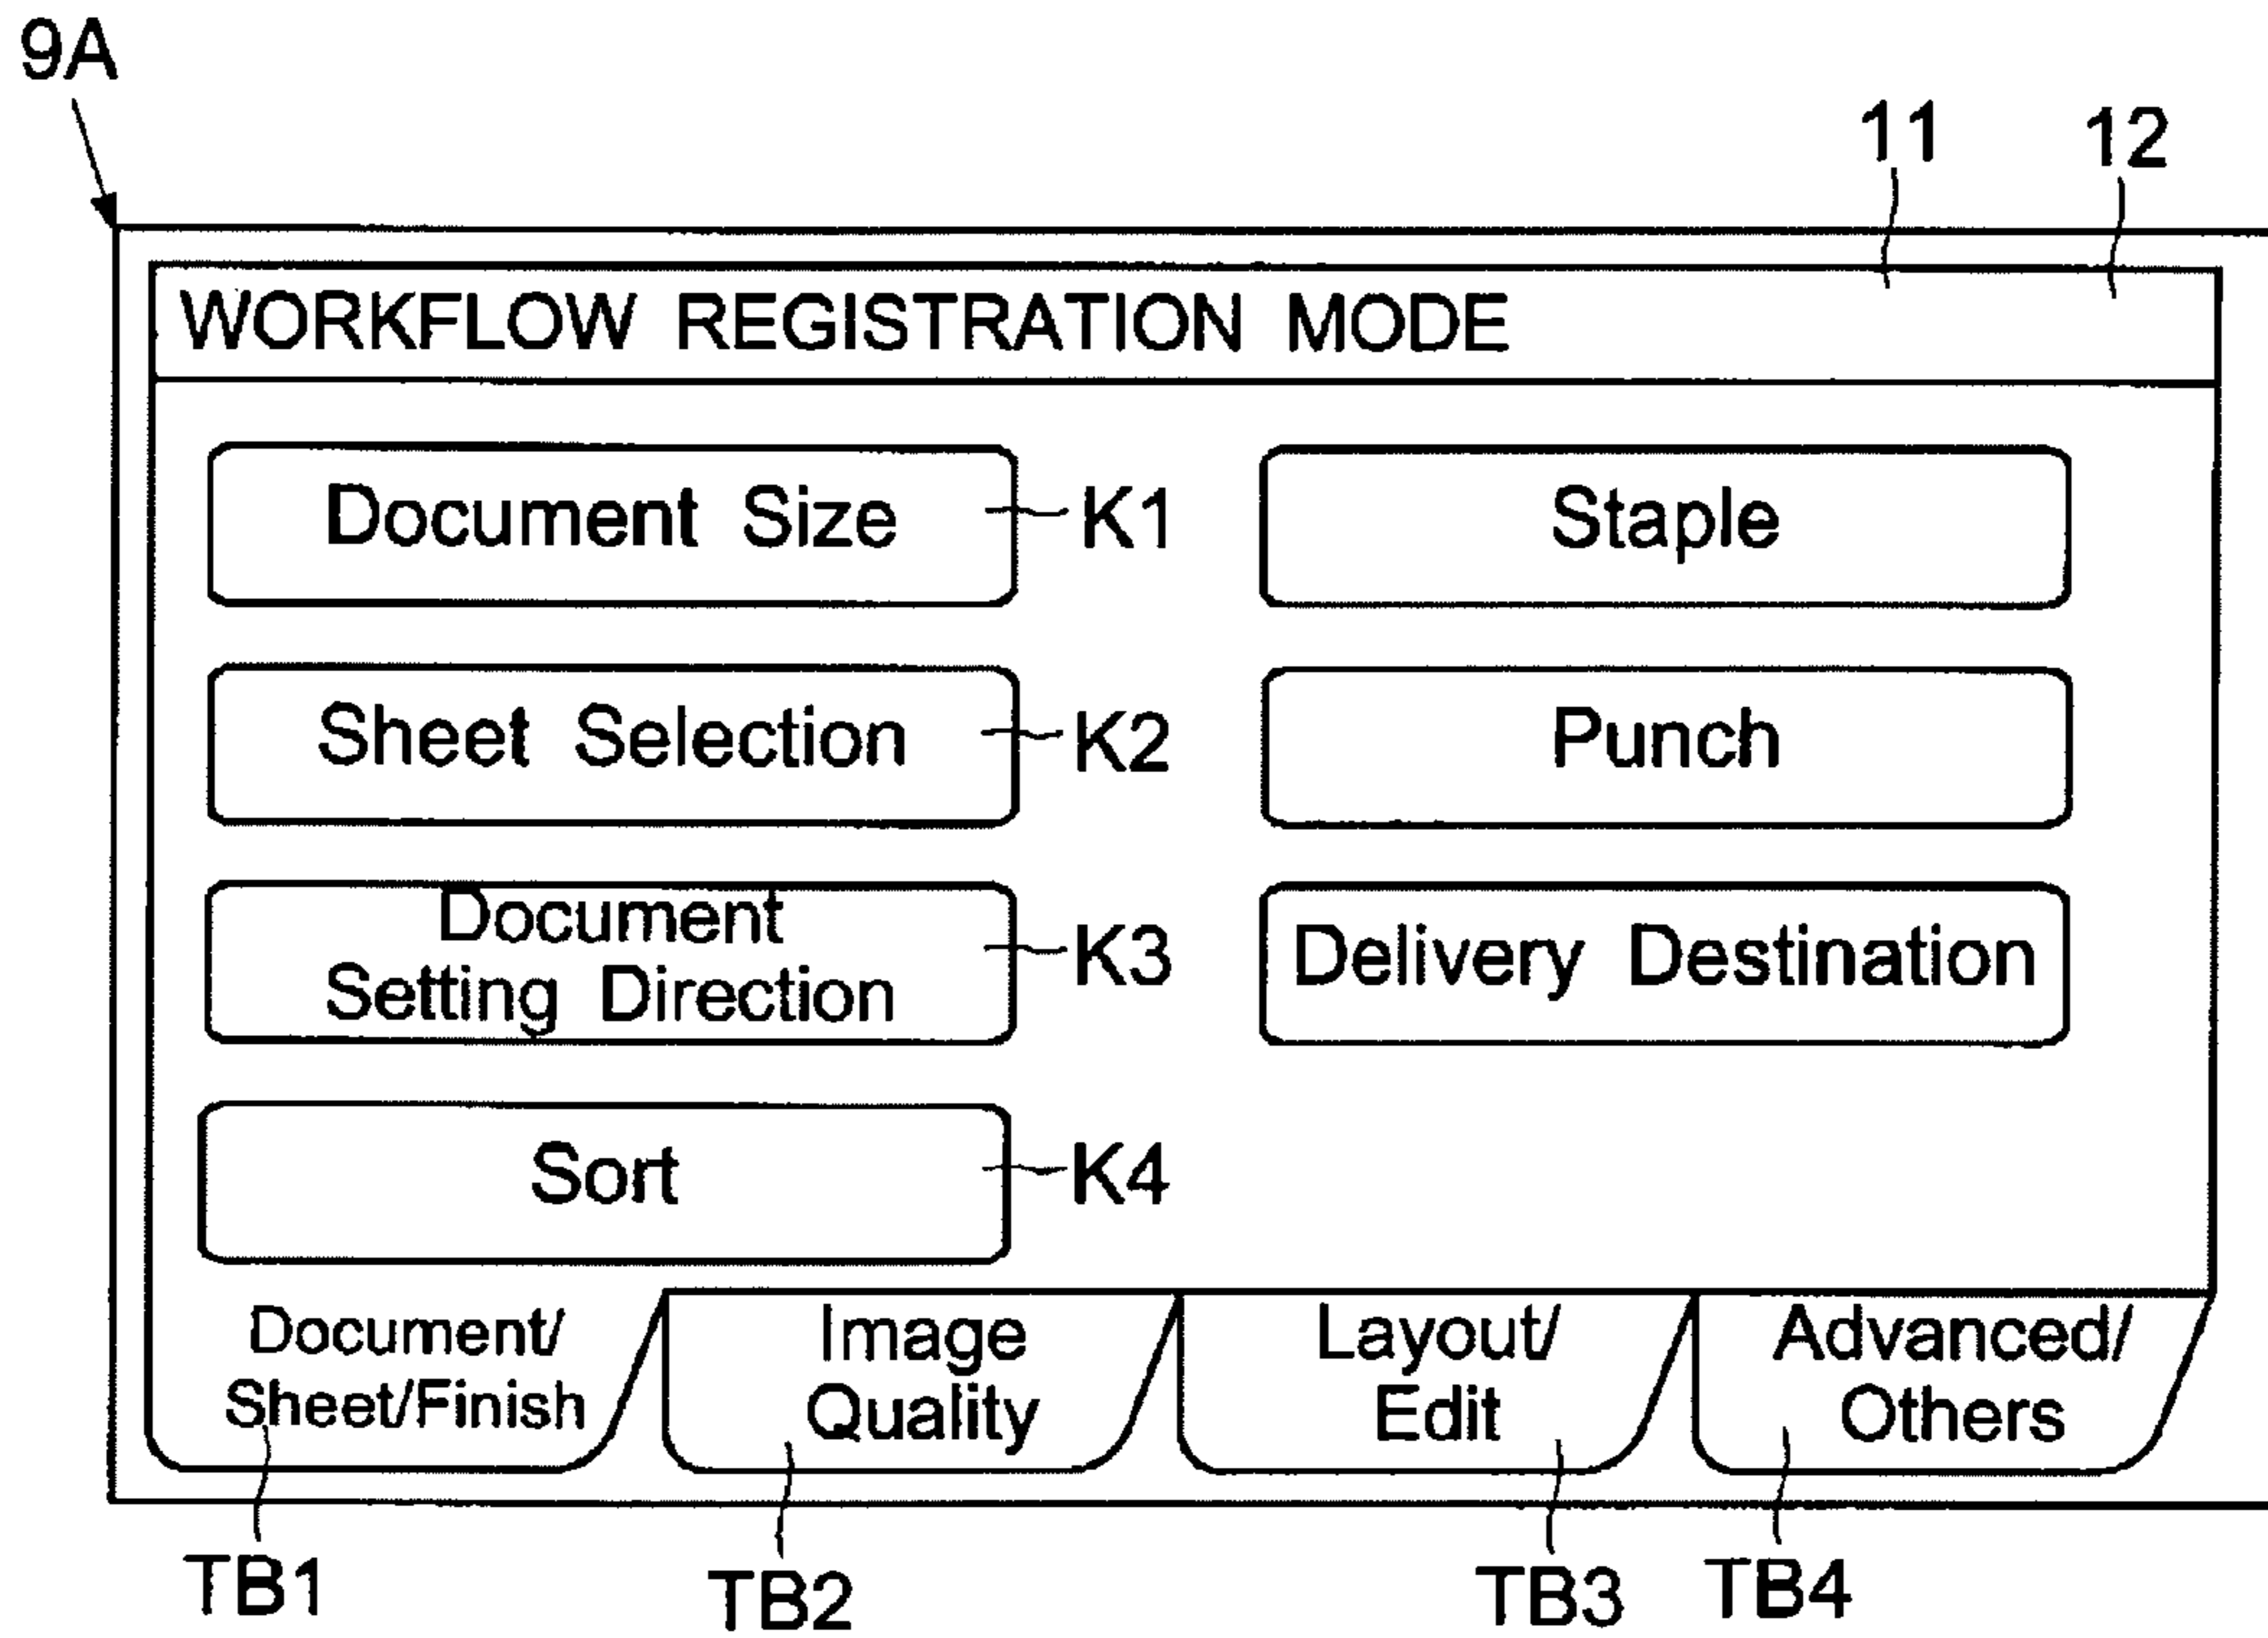 9A
11
12
WORKFLOW REGISTRATION MODE
Document Size
K1
Staple
Sheet Selection
K2
Punch
Document
Setting Direction
K3
Delivery Destination
Sort
K4
Document/
Sheet/Finish
Image
Quality
Layout/
Edit
Advanced/
Others
TB1
TB2
TB3
TB4